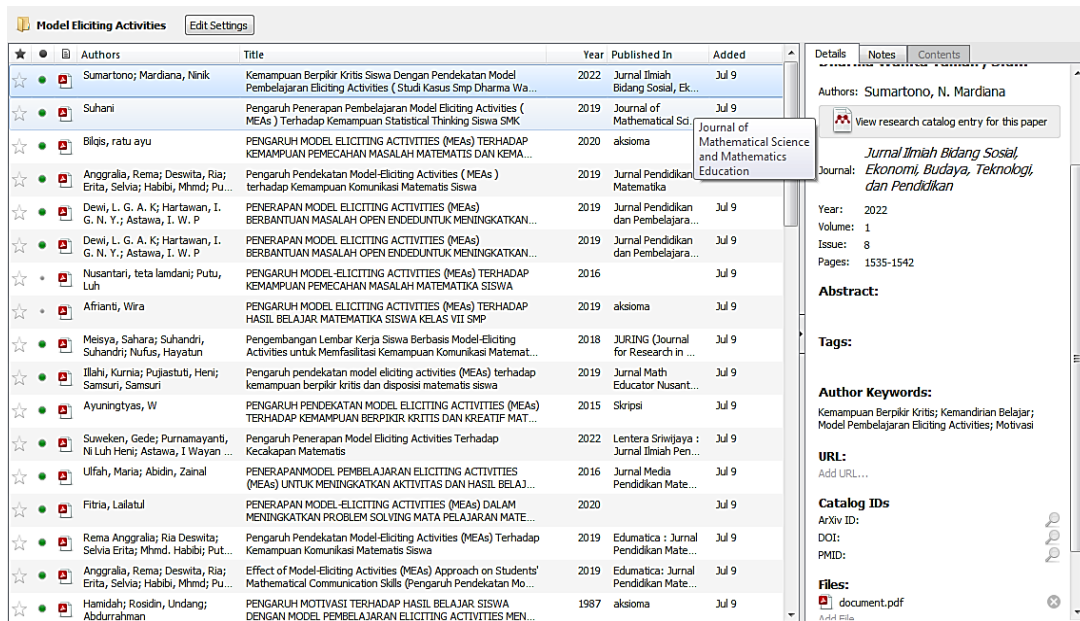 Model Eliciting Activities Edit Settings
Authors Title Year Published In Added
Sumartono; Mardiana, Ninik Kemampuan Berpikir Kritis Siswa Dengan Pendekatan Model 2022 Jurnal Ilmiah Jul 9
Pembelajaran Eliciting Activities ( Studi Kasus Smp Dharma Wa... Bidang Sosial, Ek...
Suhani Pengaruh Penerapan Pembelajaran Model Eliciting Activities ( 2019 Journal of Jul 9
MEAs ) Terhadap Kemampuan Statistical Thinking Siswa SMK Mathematical Sci...
Bilqis, ratu ayu MODEL ELICITING ACTIVITIES (MEAs) TERHADAP 2020 aksioma
KEMAMPUAN PEMECAHAN MASALAH MATEMATIS DAN KEMA...
Anggralia, Rema; Deswita, Ria; Pengaruh Pendekatan Model-Eliciting Activities ( MEAs ) 2019 Jurnal Pendidikan
Erita, Selvia; Habibi, Mhmd; Pu... terhadap Kemampuan Komunikasi Matematis Siswa Matematika
Dewi, L. G. A. K; Hartawan, I. PENERAPAN MODEL ELICITING ACTIVITIES (MEAs) 2019 Jurnal Pendidikan Jul 9
G. N. Y.; Astawa, I. W. P BERBANTUAN MASALAH OPEN ENDEDUNTUK MENINGKATKAN... dan Pembelajara...
Dewi, L. G. A. K; Hartawan, I. PENERAPAN MODEL ELICITING ACTIVITIES (MEAs) 2019 Jurnal Pendidikan Jul 9
G. N. Y.; Astawa, I. W. P BERBANTUAN MASALAH OPEN ENDEDUNTUK MENINGKATKAN... dan Pembelajara...
Nusantari, teta lamdani; Putu, PENGARUH MODEL-ELICITING ACTIVITIES (MEAs) TERHADAP 2016 Jul 9
Luh KEMAMPUAN PEMECAHAN MASALAH MATEMATIKA SISWA
Afrianti, Wira PENGARUH MODEL ELICITING ACTIVITIES (MEAs) TERHADAP 2019 aksioma Jul 9
HASIL BELAJAR MATEMATIKA SISWA KELAS VII SMP
Meisya, Sahara; Suhandri, Pengembangan Lembar Kerja Siswa Berbasis Model-Eliciting 2018 JURING (Journal Jul 9
Suhandri; Nufus, Hayatun Activities untuk Memfasilitasi Kemampuan Komunikasi Matemat... for Research in ...
Illahi, Kurnia; Pujiastuti, Heni; Pengaruh pendekatan model eliciting activities (MEAs) terhadap 2019 Jurnal Math Jul 9
Samsuri, Samsuri kemampuan berpikir kritis dan disposisi matematis siswa Educator Nusant...
Ayuningtyas, W PENGARUH PENDEKATAN MODEL ELICITING ACTIVITIES (MEAs) 2015 Skripsi Jul 9
TERHADAP KEMAMPUAN BERPIKIR KRITIS DAN KREATIF MAT...
Suweken, Gede; Purnamayanti, Pengaruh Penerapan Model Eliciting Activities Terhadap 2022 Lentera Sriwijaya : Jul 9
Ni Luh Heni; Astawa, I Wayan ... Kecakapan Matematis Jurnal Ilmiah Pen...
Ulfah, Maria; Abidin, Zainal PENERAPANMODEL PEMBELAJARAN ELICITING ACTIVITIES 2016 Jurnal Media Jul 9
(MEAs) UNTUK MENINGKATKAN AKTIVITAS DAN HASIL BELAJ... Pendidikan Mate...
Fitria, Lailatul PENERAPAN MODEL-ELICITING ACTIVITIES (MEAs) DALAM 2020 Jul 9
MENINGKATKAN PROBLEM SOLVING MATA PELAJARAN MATE...
Rema Anggralia; Ria Deswita; Pengaruh Pendekatan Model-Eliciting Activities (MEAs) Terhadap 2019 Edumatica : Jurnal Jul 9
Selvia Erita; Mhmd. Habibi; Put... Kemampuan Komunikasi Matematis Siswa Pendidikan Mate...
Anggralia, Rema; Deswita, Ria; Effect of Model-Eliciting Activities (MEAs) Approach on Students' 2019 Edumatica: Jurnal Jul 9
Erita, Selvia; Habibi, Mhmd; Pu... Mathematical Communication Skills (Pengaruh Pendekatan Mo... Pendidikan Mate...
Hamidah; Rosidin, Undang; PENGARUH MOTIVASI TERHADAP HASIL BELAJAR SISWA 1987 aksioma Jul 9
Abdurrahman DENGAN MODEL PEMBELAJARAN ELICITING ACTIVITIES MEN...
Journal of
Mathematical Science
and Mathematics
Education
Details Notes Contents
Authors: Sumartono, N. Mardiana
View research catalog entry for this paper
Journal: Jurnal Ilmiah Bidang Sosial,
Ekonomi, Budaya, Teknologi,
dan Pendidikan
Year: 2022
Volume: 1
Issue: 8
Pages: 1535-1542
Abstract:
Tags:
Author Keywords:
Kemampuan Berpikir Kritis; Kemandirian Belajar;
Model Pembelajaran Eliciting Activities; Motivasi
URL:
Add URL...
Catalog IDs
ArXiv ID:
DOI:
PMID:
Files:
document.pdf
Add File...